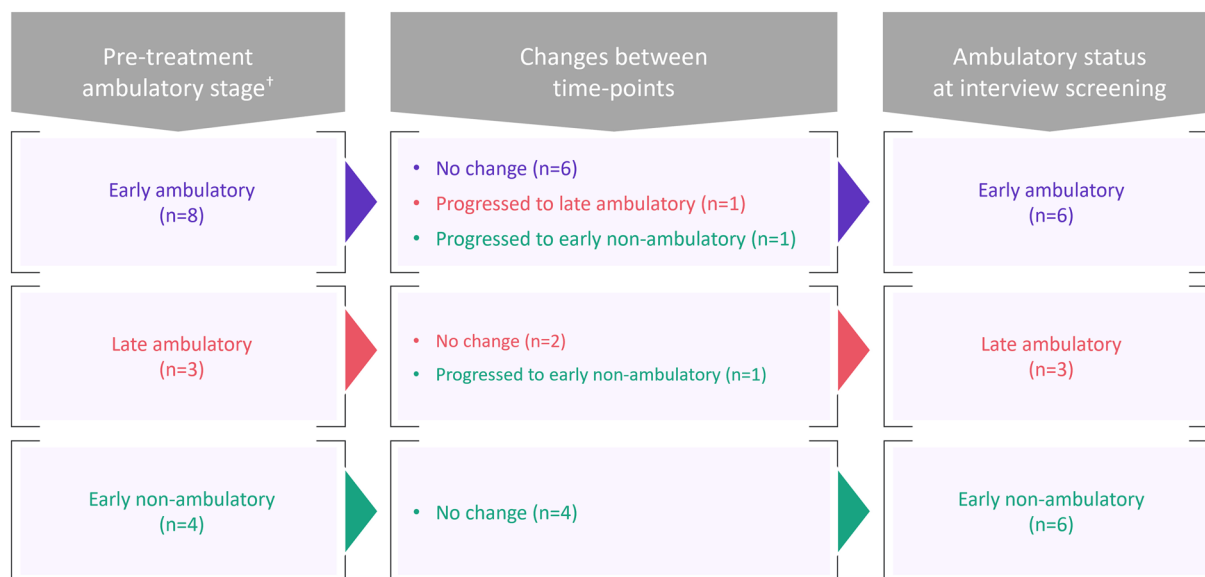 Pre-treatment
ambulatory stage†
Changes between
time-points
Ambulatory status
at interview screening
Early ambulatory
(n=8)
• No change (n=6)
• Progressed to late ambulatory (n=1)
• Progressed to early non-ambulatory (n=1)
Early ambulatory
(n=6)
Late ambulatory
(n=3)
• No change (n=2)
• Progressed to early non-ambulatory (n=1)
Late ambulatory
(n=3)
Early non-ambulatory
(n=4)
• No change (n=4)
Early non-ambulatory
(n=6)